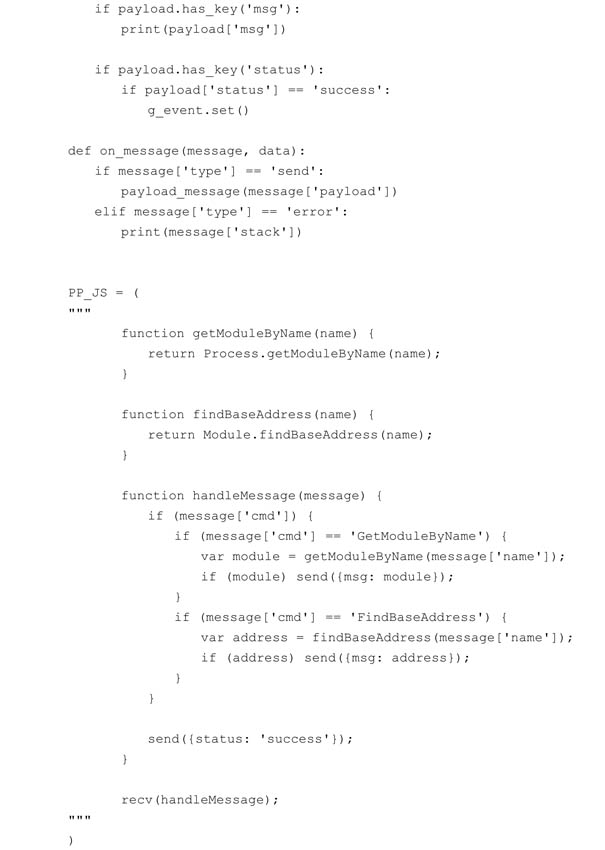 if payload.has_key('msg'):
print(payload['msg'])
if payload.has_key('status'):
if payload['status'] == 'success':
g_event.set()
def on_message(message, data):
if message['type'] == 'send':
payload_message(message['payload'])
elif message['type'] == 'error':
print(message['stack'])
PP_JS = (
"""
function getModuleByName(name) {
return Process.getModuleByName(name);
}
function findBaseAddress(name) {
return Module.findBaseAddress(name);
}
function handleMessage(message) {
if (message['cmd']) {
if (message['cmd'] == 'GetModuleByName') {
var module = getModuleByName(message['name']);
if (module) send({msg: module});
}
if (message['cmd'] == 'FindBaseAddress') {
var address = findBaseAddress(message['name']);
if (address) send({msg: address});
}
}
send({status: 'success'});
}
recv(handleMessage);
"""
)